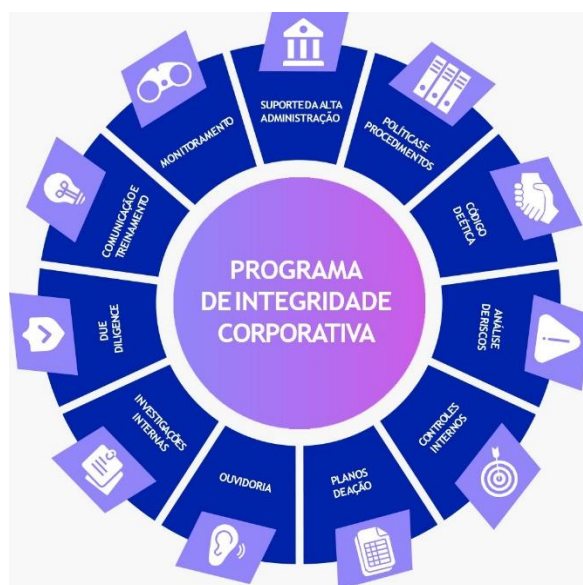 PROGRAMA
DE INTEGRIDADE
CORPORATIVA
SUPORTE DA ALTA
ADMINISTRAÇÃO
POLÍTICAS E
PROCEDIMENTOS
CÓDIGO
DE ÉTICA
ANÁLISE
DE RISCOS
CONTROLES
INTERNOS
PLANOS
DE AÇÃO
OUVIDORIA
INVESTIGAÇÕES
INTERNAS
DUE
DILIGENCE
COMUNICAÇÃO E
TREINAMENTO
MONITORAMENTO